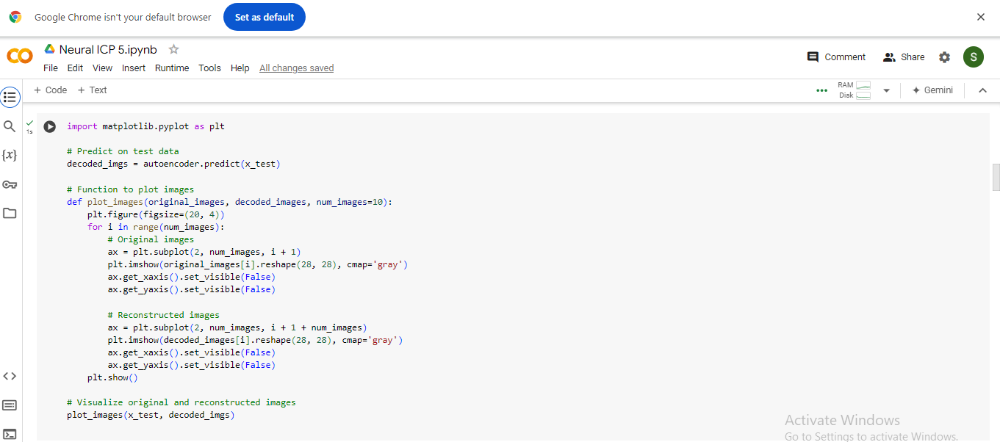 Google Chrome isn't your default browser Set as default
Neural ICP 5.ipynb
File Edit View Insert Runtime Tools Help All changes saved
Comment Share S
+ Code + Text
RAM
Disk
Gemini
{x}
1s
import matplotlib.pyplot as plt
# Predict on test data
decoded_imgs = autoencoder.predict(x_test)
# Function to plot images
def plot_images(original_images, decoded_images, num_images=10):
    plt.figure(figsize=(20, 4))
    for i in range(num_images):
        # Original images
        ax = plt.subplot(2, num_images, i + 1)
        plt.imshow(original_images[i].reshape(28, 28), cmap='gray')
        ax.get_xaxis().set_visible(False)
        ax.get_yaxis().set_visible(False)
        # Reconstructed images
        ax = plt.subplot(2, num_images, i + 1 + num_images)
        plt.imshow(decoded_images[i].reshape(28, 28), cmap='gray')
        ax.get_xaxis().set_visible(False)
        ax.get_yaxis().set_visible(False)
    plt.show()
# Visualize original and reconstructed images
plot_images(x_test, decoded_imgs)
Activate Windows
Go to Settings to activate Windows.